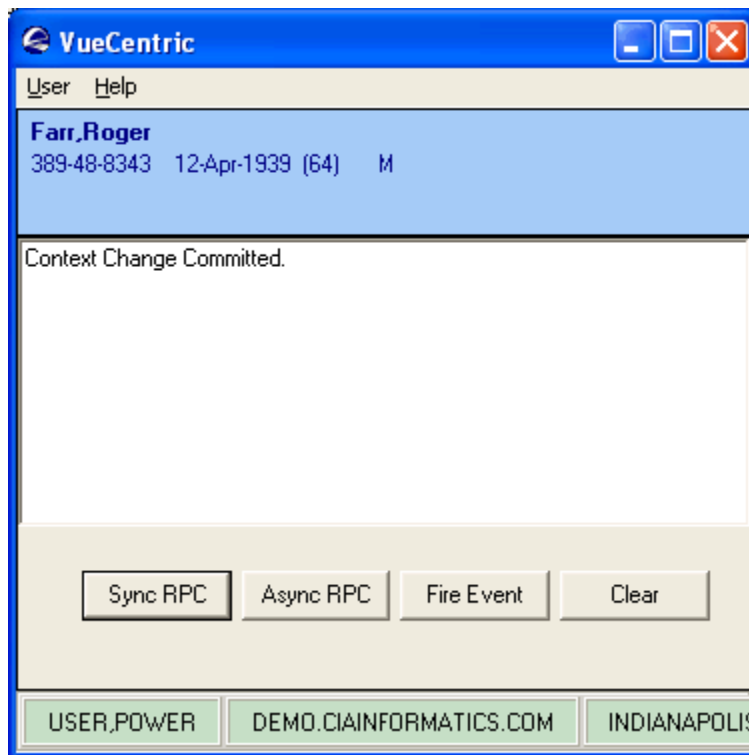 VueCentric
User Help
Farr,Roger
389-48-8343 12-Apr-1939 (64) M
Context Change Committed.
Sync RPC Async RPC Fire Event Clear
USER,POWER DEMO.CIAINFORMATICS.COM INDIANAPOLIS